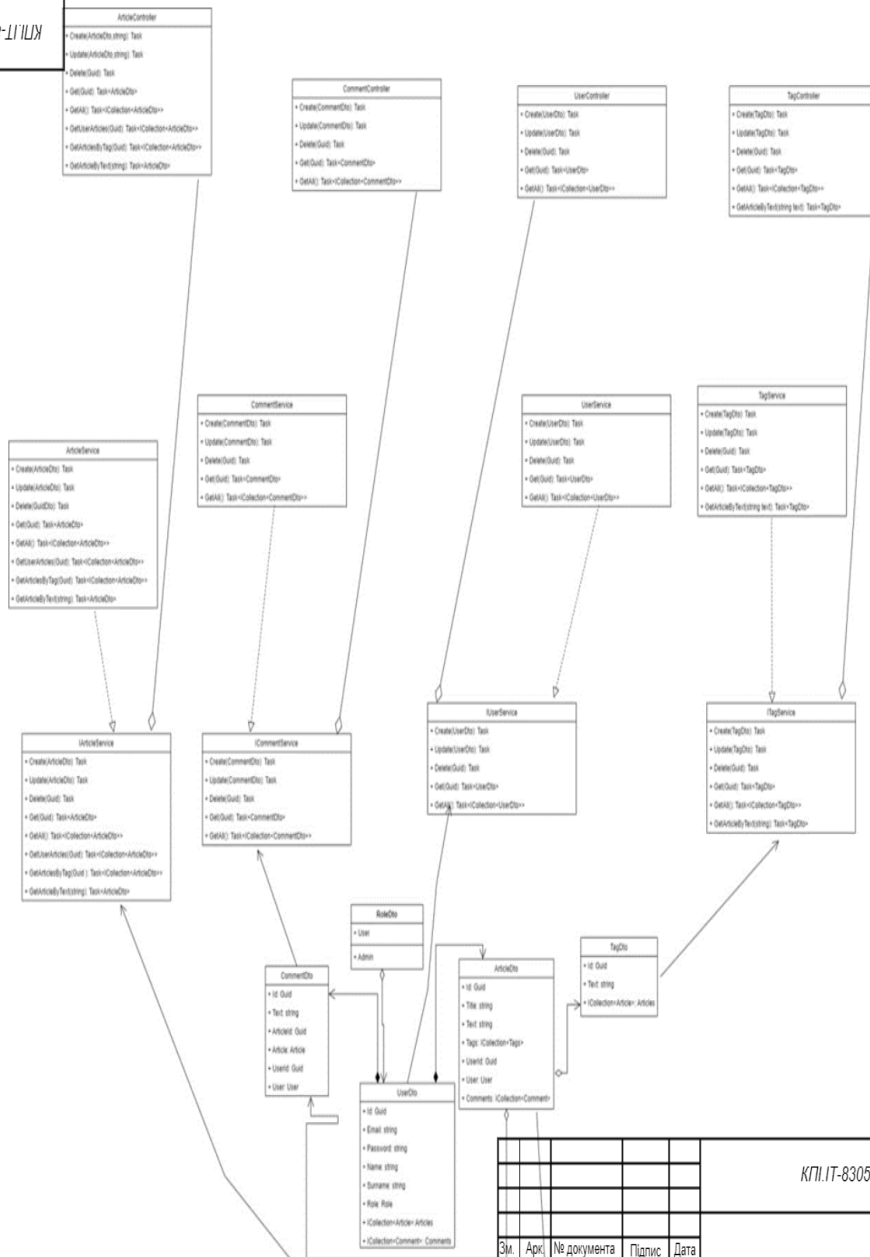 КПІ.ІТ-
ArticleController
+ Create(ArticleDto,string): Task
+ Update(ArticleDto,string): Task
+ Delete(Guid): Task
+ Get(Guid): Task<ArticleDto>
+ GetAll(): Task<ICollection<ArticleDto>>
+ GetUserArticles(Guid): Task<ICollection<ArticleDto>>
+ GetArticlesByTag(Guid): Task<ICollection<ArticleDto>>
+ GetArticleByText(string): Task<ArticleDto>
CommentController
+ Create(CommentDto): Task
+ Update(CommentDto): Task
+ Delete(Guid): Task
+ Get(Guid): Task<CommentDto>
+ GetAll(): Task<ICollection<CommentDto>>
UserController
+ Create(UserDto): Task
+ Update(UserDto): Task
+ Delete(Guid): Task
+ Get(Guid): Task<UserDto>
+ GetAll(): Task<ICollection<UserDto>>
TagController
+ Create(TagDto): Task
+ Update(TagDto): Task
+ Delete(Guid): Task
+ Get(Guid): Task<TagDto>
+ GetAll(): Task<ICollection<TagDto>>
+ GetArticleByText(string text): Task<TagDto>
ArticleService
+ Create(ArticleDto): Task
+ Update(ArticleDto): Task
+ Delete(GuidDto): Task
+ Get(Guid): Task<ArticleDto>
+ GetAll(): Task<ICollection<ArticleDto>>
+ GetUserArticles(Guid): Task<ICollection<ArticleDto>>
+ GetArticlesByTag(Guid): Task<ICollection<ArticleDto>>
+ GetArticleByText(string): Task<ArticleDto>
CommentService
+ Create(CommentDto): Task
+ Update(CommentDto): Task
+ Delete(Guid): Task
+ Get(Guid): Task<CommentDto>
+ GetAll(): Task<ICollection<CommentDto>>
UserService
+ Create(UserDto): Task
+ Update(UserDto): Task
+ Delete(Guid): Task
+ Get(Guid): Task<UserDto>
+ GetAll(): Task<ICollection<UserDto>>
TagService
+ Create(TagDto): Task
+ Update(TagDto): Task
+ Delete(Guid): Task
+ Get(Guid): Task<TagDto>
+ GetAll(): Task<ICollection<TagDto>>
+ GetArticleByText(string text): Task<TagDto>
IArticleService
+ Create(ArticleDto): Task
+ Update(ArticleDto): Task
+ Delete(Guid): Task
+ Get(Guid): Task<ArticleDto>
+ GetAll(): Task<ICollection<ArticleDto>>
+ GetUserArticles(Guid): Task<ICollection<ArticleDto>>
+ GetArticlesByTag(Guid ): Task<ICollection<ArticleDto>>
+ GetArticleByText(string): Task<ArticleDto>
ICommentService
+ Create(CommentDto): Task
+ Update(CommentDto): Task
+ Delete(Guid): Task
+ Get(Guid): Task<CommentDto>
+ GetAll(): Task<ICollection<CommentDto>>
IUserService
+ Create(UserDto): Task
+ Update(UserDto): Task
+ Delete(Guid): Task
+ Get(Guid): Task<UserDto>
+ GetAll(): Task<ICollection<UserDto>>
ITagService
+ Create(TagDto): Task
+ Update(TagDto): Task
+ Delete(Guid): Task
+ Get(Guid): Task<TagDto>
+ GetAll(): Task<ICollection<TagDto>>
+ GetArticleByText(string): Task<TagDto>
RoleDto
+ User
+ Admin
CommentDto
+ Id: Guid
+ Text: string
+ ArticleId: Guid
+ Article: Article
+ UserId: Guid
+ User: User
ArticleDto
+ Id: Guid
+ Title: string
+ Text: string
+ Tags: ICollection<Tags>
+ UserId: Guid
+ User: User
+ Comments: ICollection<Comment>
TagDto
+ Id: Guid
+ Text: string
+ ICollection<Article>: Articles
UserDto
+ Id: Guid
+ Email: string
+ Password: string
+ Name: string
+ Surname: string
+ Role: Role
+ ICollection<Article>: Articles
+ ICollection<Comment>: Comments
КПІ.ІТ-8305
Зм. Арк. № документа Підпис Дата